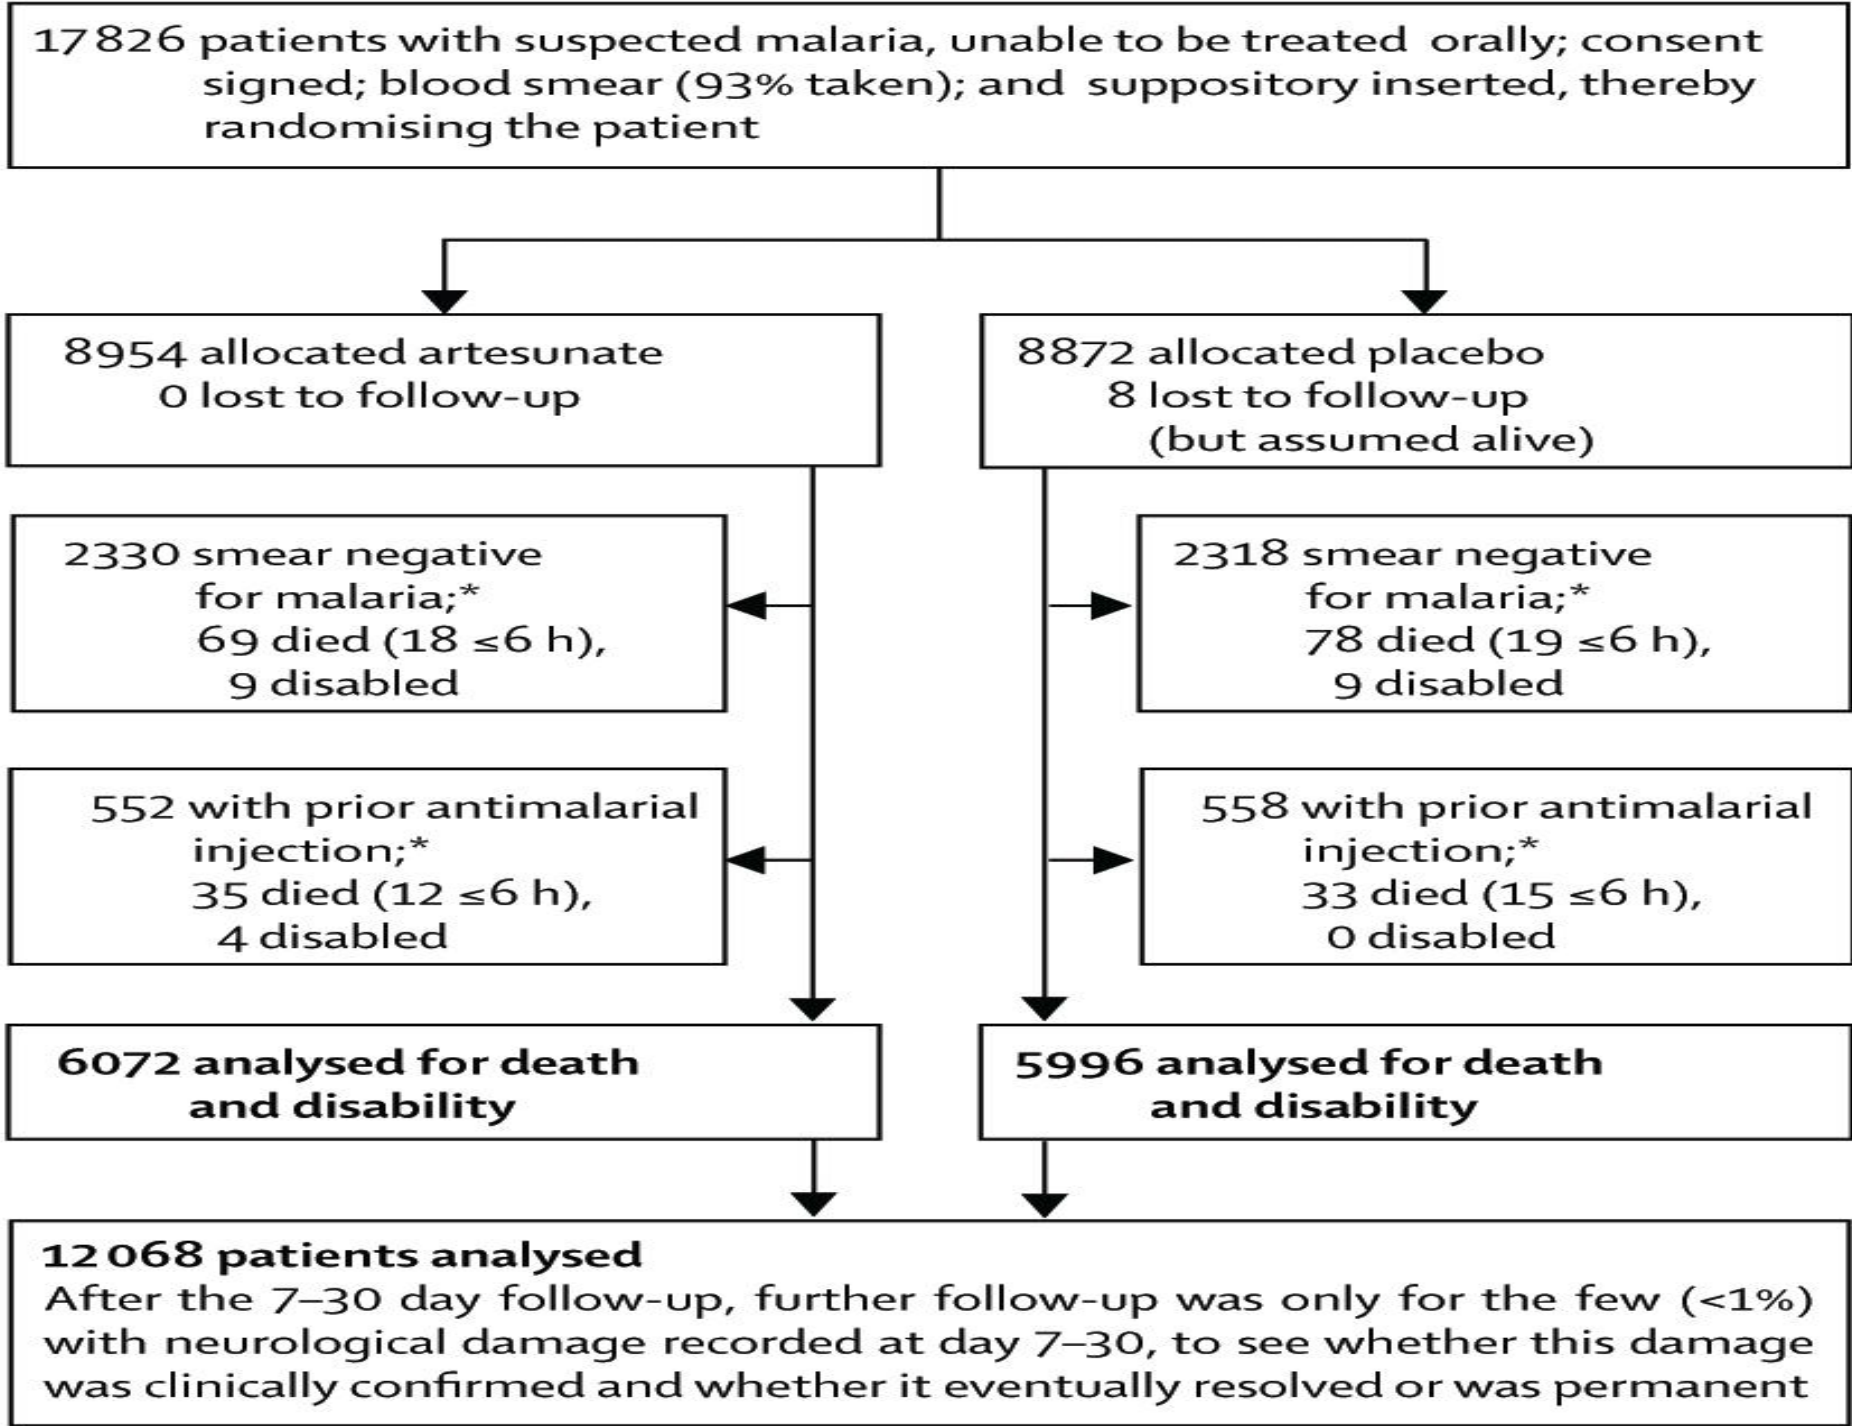 17 826 patients with suspected malaria, unable to be treated orally; consent
signed; blood smear (93% taken); and suppository inserted, thereby
randomising the patient
8954 allocated artesunate
0 lost to follow-up
8872 allocated placebo
8 lost to follow-up
(but assumed alive)
2330 smear negative
for malaria;*
69 died (18 ≤6 h),
9 disabled
2318 smear negative
for malaria;*
78 died (19 ≤6 h),
9 disabled
552 with prior antimalarial
injection;*
35 died (12 ≤6 h),
4 disabled
558 with prior antimalarial
injection;*
33 died (15 ≤6 h),
0 disabled
6072 analysed for death
and disability
5996 analysed for death
and disability
12 068 patients analysed
After the 7–30 day follow-up, further follow-up was only for the few (<1%)
with neurological damage recorded at day 7–30, to see whether this damage
was clinically confirmed and whether it eventually resolved or was permanent